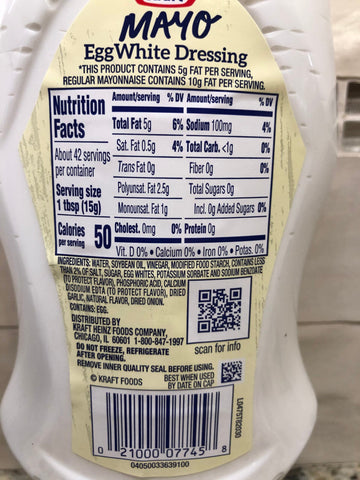 MAYO
Egg White Dressing
*THIS PRODUCT CONTAINS 5g FAT PER SERVING,
REGULAR MAYONNAISE CONTAINS 10g FAT PER SERVING.
Nutrition
Facts
About 42 servings
per container
Serving size
1 tbsp (15g)
Calories 50
per serving
Amount/serving % DV
Total Fat 5g 6%
Sat. Fat 0.5g 4%
Trans Fat 0g
Polyunsat. Fat 2.5g
Monounsat. Fat 1g
Cholest. 0mg 0%
Amount/serving % DV
Sodium 100mg 4%
Total Carb. <1g 0%
Fiber 0g 0%
Total Sugars 0g
Incl. 0g Added Sugars 0%
Protein 0g
Vit. D 0% • Calcium 0% • Iron 0% • Potas. 0%
INGREDIENTS: WATER, SOYBEAN OIL, VINEGAR, MODIFIED FOOD STARCH, CONTAINS LESS
THAN 2% OF SALT, SUGAR, EGG WHITES, POTASSIUM SORBATE AND SODIUM BENZOATE
(TO PROTECT FLAVOR), PHOSPHORIC ACID, CALCIUM
DISODIUM EDTA (TO PROTECT FLAVOR), DRIED
GARLIC, NATURAL FLAVOR, DRIED ONION.
CONTAINS: EGG.
DISTRIBUTED BY
KRAFT HEINZ FOODS COMPANY,
CHICAGO, IL 60601 1-800-847-1997
DO NOT FREEZE, REFRIGERATE
AFTER OPENING.
REMOVE INNER QUALITY SEAL BEFORE USING.
scan for info
© KRAFT FOODS
BEST WHEN USED
BY DATE ON CAP
0 21000 07745 8
04050033639100